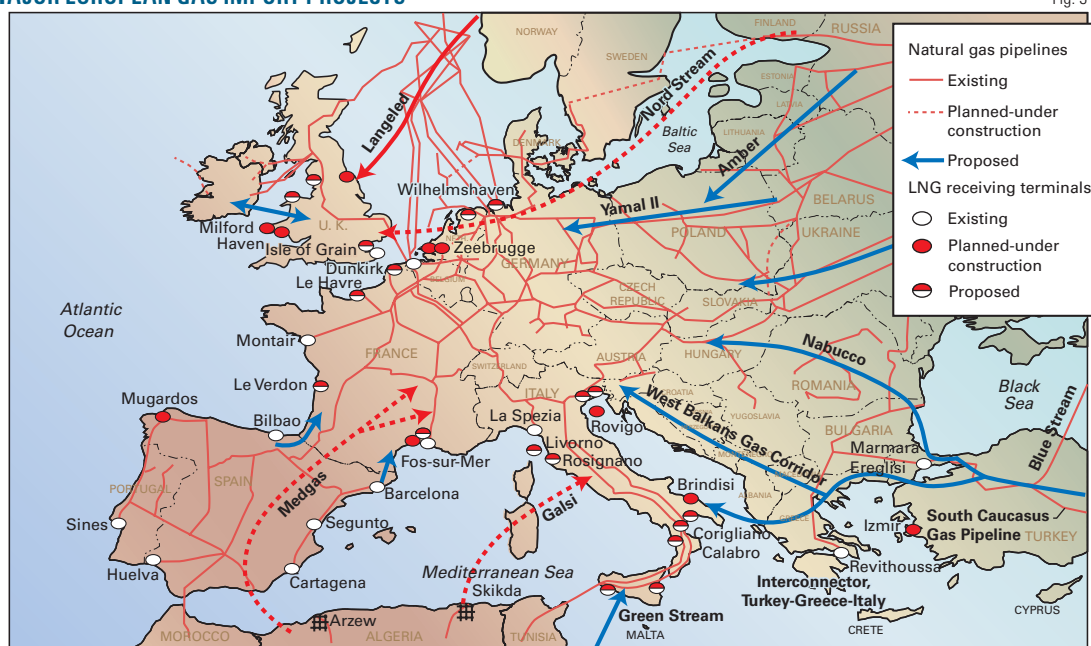 MAJOR EUROPEAN GAS IMPORT PROJECTS
Natural gas pipelines
Existing
Planned-under
construction
Proposed
LNG receiving terminals
Existing
Planned-under
construction
Proposed
NORWAY
FINLAND
RUSSIA
SWEDEN
ESTONIA
LATVIA
LITHUANIA
Nord Stream
Langeled
Baltic
Sea
Amber
DENMARK
Wilhelmshaven
Yamal II
BELARUS
Milford
Haven
U. K.
POLAND
UKRAINE
Isle of Grain
Zeebrugge
Dunkirk
GERMANY
Le Havre
BELGIUM
CZECH
REPUBLIC
SLOVAKIA
Atlantic
Ocean
Montair
FRANCE
SWITZERLAND
AUSTRIA
HUNGARY
Nabucco
Le Verdon
ITALY
CROATIA
ROMANIA
Black
Sea
Mugardos
Bilbao
La Spezia
Rovigo
YUGOSLAVIA
West Balkans Gas Corridor
BULGARIA
Blue Stream
Livorno
Rosignano
Fos-sur-Mer
Marmara
Ereglisi
PORTUGAL
SPAIN
Medgas
Barcelona
Brindisi
ALBANIA
Galsi
Sines
Segunto
GREECE
Izmir
South Caucasus
Gas Pipeline
TURKEY
Corigliano
Calabro
Huelva
Cartagena
Mediterranean Sea
Skikda
Revithoussa
Interconnector,
Turkey-Greece-Italy
Green Stream
CYPRUS
Arzew
MOROCCO
ALGERIA
TUNISIA
MALTA
CRETE